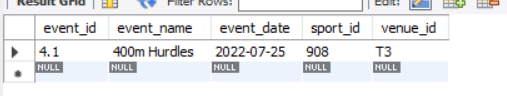 Result Grid Filter Rows: Edit:
event_id event_name event_date sport_id venue_id
4.1 400m Hurdles 2022-07-25 908 T3
NULL NULL NULL NULL NULL